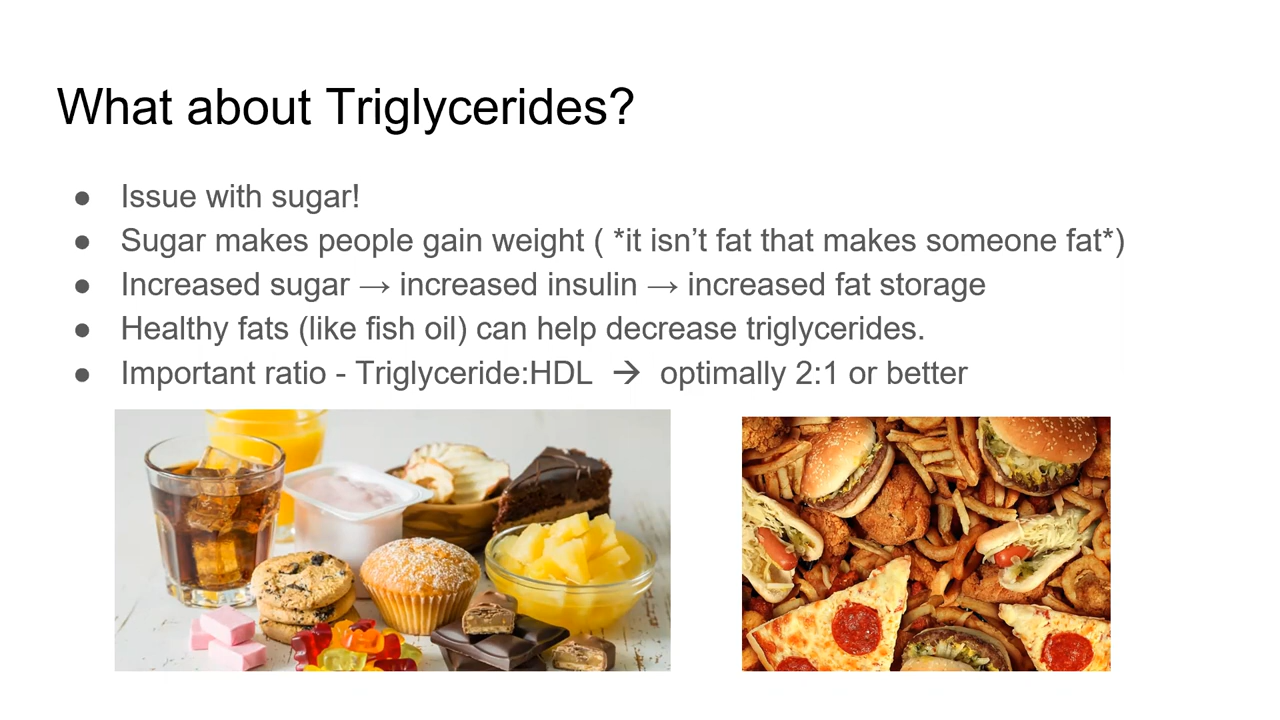 What about Triglycerides?
● Issue with sugar!
● Sugar makes people gain weight ( *it isn’t fat that makes someone fat*)
● Increased sugar → increased insulin → increased fat storage
● Healthy fats (like fish oil) can help decrease triglycerides.
● Important ratio - Triglyceride:HDL → optimally 2:1 or better